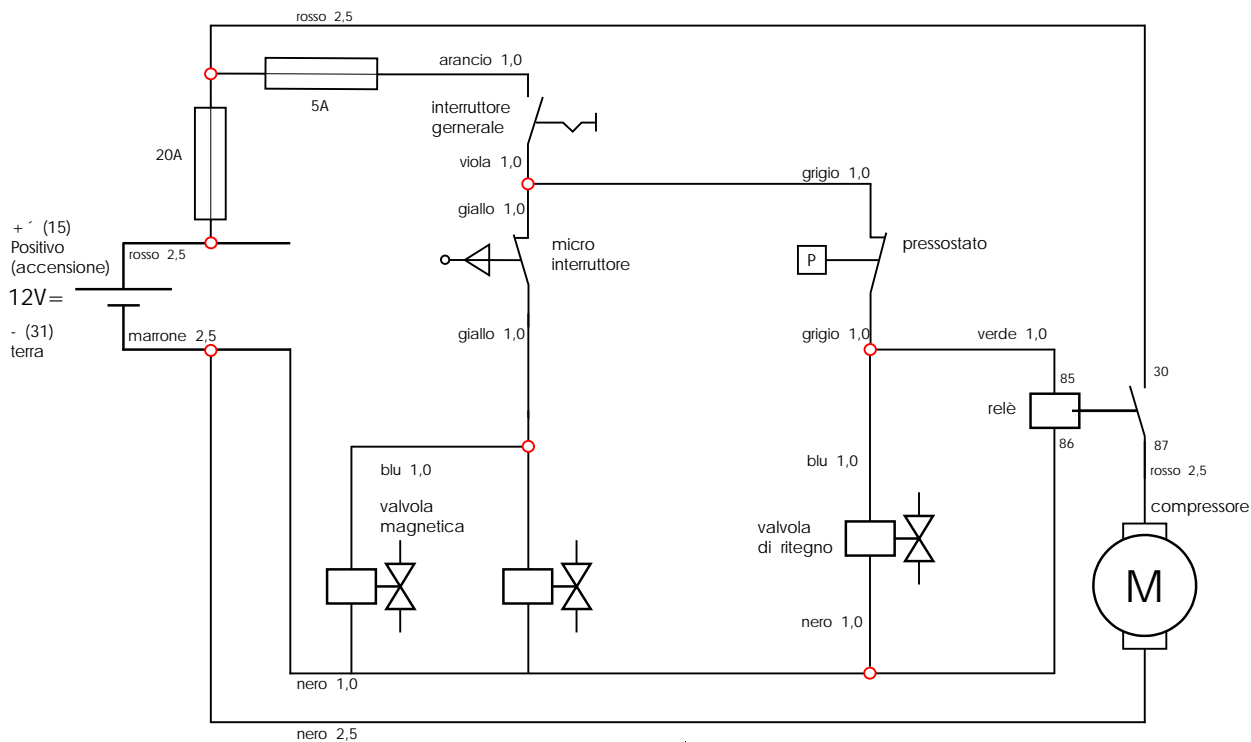 rosso 2,5
arancio 1,0
5A
interruttore
gernerale
20A
viola 1,0
grigio 1,0
giallo 1,0
+ ´ (15)
Positivo
(accensione)
rosso 2,5
micro
interruttore
P
pressostato
12V=
- (31)
terra
marrone 2,5
giallo 1,0
grigio 1,0
verde 1,0
85
30
relè
86
87
blu 1,0
blu 1,0
rosso 2,5
valvola
magnetica
valvola
di ritegno
compressore
M
nero 1,0
nero 1,0
nero 2,5